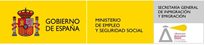 GOBIERNO
DE ESPAÑA
MINISTERIO
DE EMPLEO
Y SEGURIDAD SOCIAL
SECRETARÍA GENERAL
DE INMIGRACIÓN
Y EMIGRACIÓN